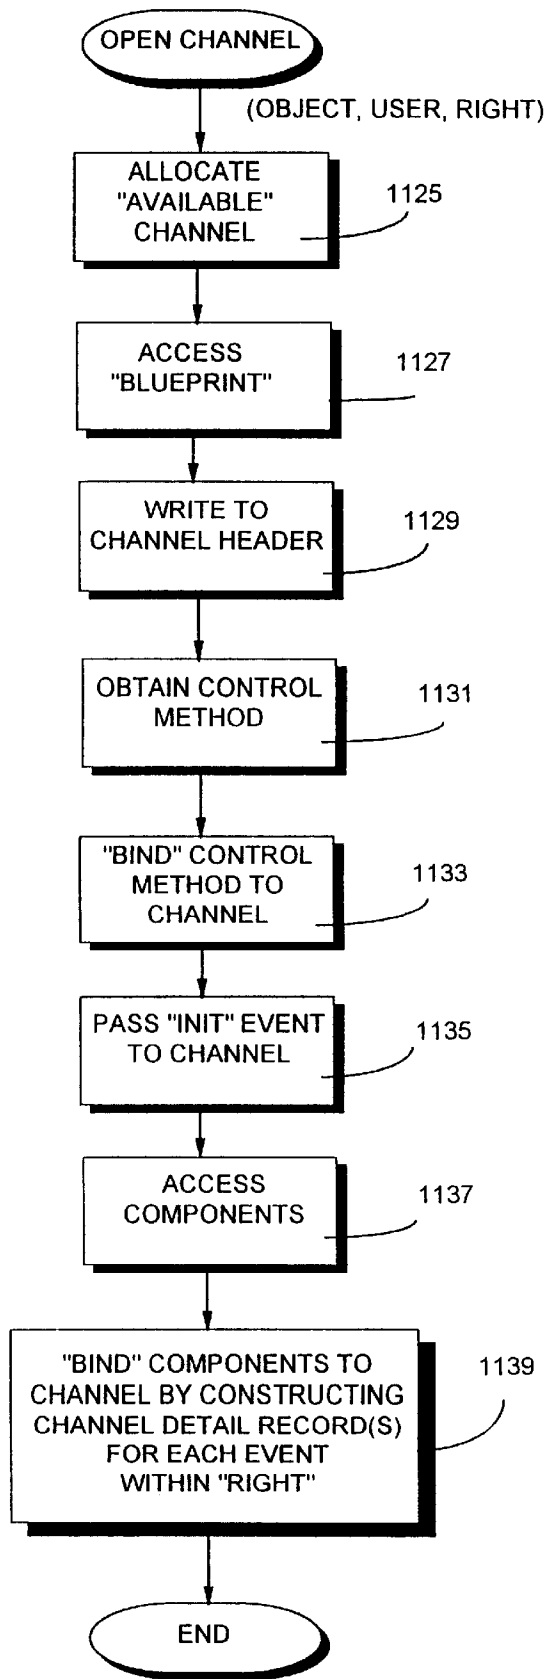 OPEN CHANNEL
(OBJECT, USER, RIGHT)
ALLOCATE
"AVAILABLE"
CHANNEL
1125
ACCESS
"BLUEPRINT"
1127
WRITE TO
CHANNEL HEADER
1129
OBTAIN CONTROL
METHOD
1131
"BIND" CONTROL
METHOD TO
CHANNEL
1133
PASS "INIT" EVENT
TO CHANNEL
1135
ACCESS
COMPONENTS
1137
"BIND" COMPONENTS TO
CHANNEL BY CONSTRUCTING
CHANNEL DETAIL RECORD(S)
FOR EACH EVENT
WITHIN "RIGHT"
1139
END